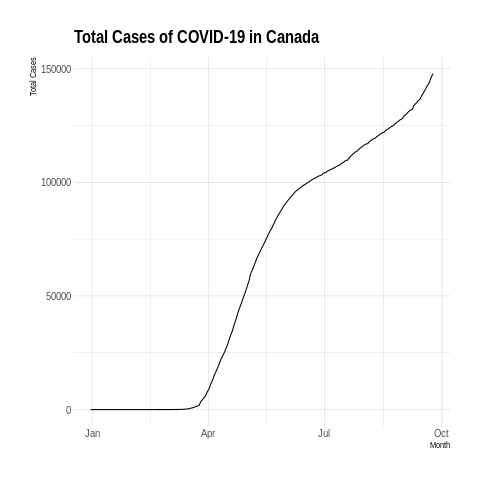 Total Cases of COVID-19 in Canada
Total Cases
150000
100000
50000
0
Jan Apr Jul Oct
Month